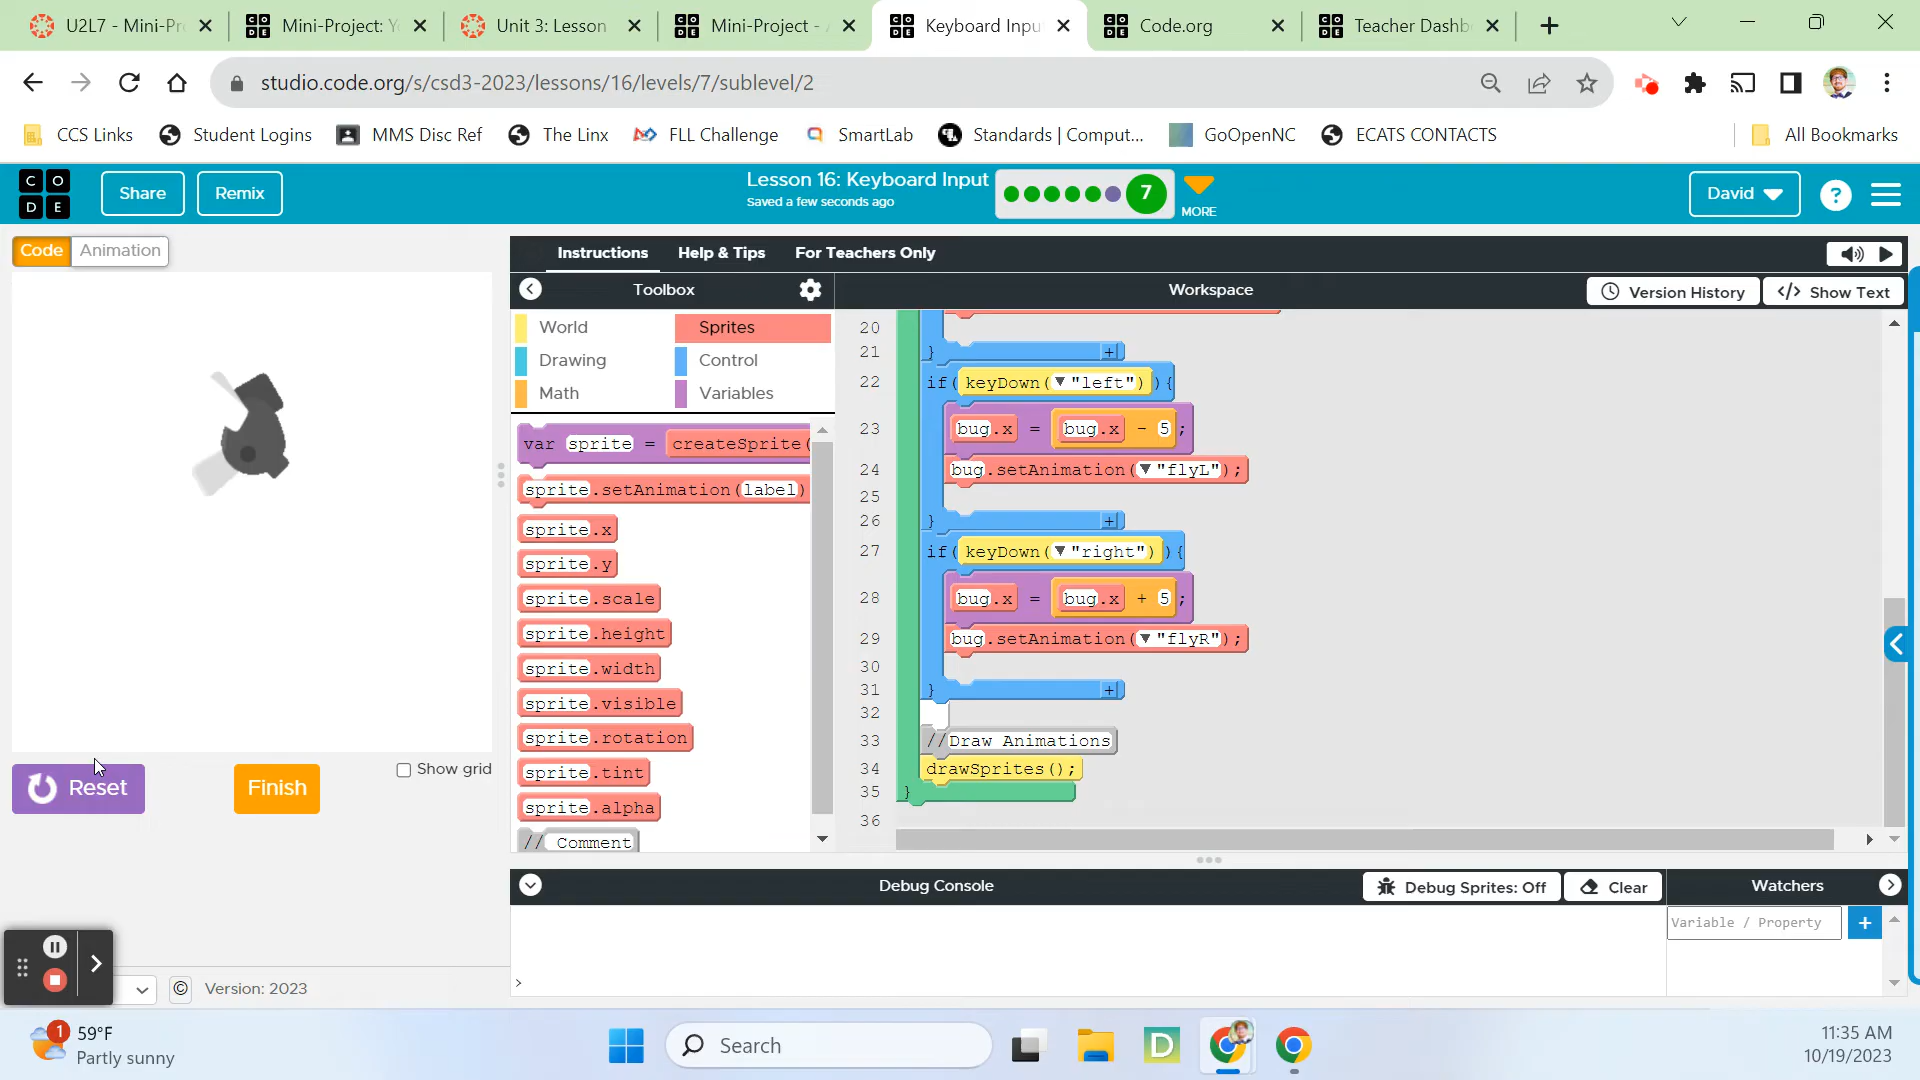 U2L7 - Mini-Pr
Mini-Project: Y
Unit 3: Lesson
Mini-Project - A
Keyboard Inpu
Code.org
Teacher Dashb
studio.code.org/s/csd3-2023/lessons/16/levels/7/sublevel/2
CCS Links
Student Logins
MMS Disc Ref
The Linx
FLL Challenge
SmartLab
Standards | Comput...
GoOpenNC
ECATS CONTACTS
All Bookmarks
C O
D E
Share
Remix
Lesson 16: Keyboard Input
Saved a few seconds ago
7
MORE
David
?
Code
Animation
Instructions
Help & Tips
For Teachers Only
Toolbox
Workspace
Version History
</> Show Text
World
Sprites
Drawing
Control
Math
Variables
var sprite = createSprite(
sprite.setAnimation(label)
sprite.x
sprite.y
sprite.scale
sprite.height
sprite.width
sprite.visible
sprite.rotation
sprite.tint
sprite.alpha
// Comment
20
21 }
22 if( keyDown( ▼ "left") ){
23 bug.x = bug.x - 5 ;
24 bug.setAnimation( ▼ "flyL");
25
26 }
27 if( keyDown( ▼ "right") ){
28 bug.x = bug.x + 5 ;
29 bug.setAnimation( ▼ "flyR");
30
31 }
32
33 //Draw Animations
34 drawSprites();
35 }
36
Reset
Finish
Show grid
Debug Console
Debug Sprites: Off
Clear
Watchers
Variable / Property
+
>
© Version: 2023
1
59°F
Partly sunny
Search
D
11:35 AM
10/19/2023